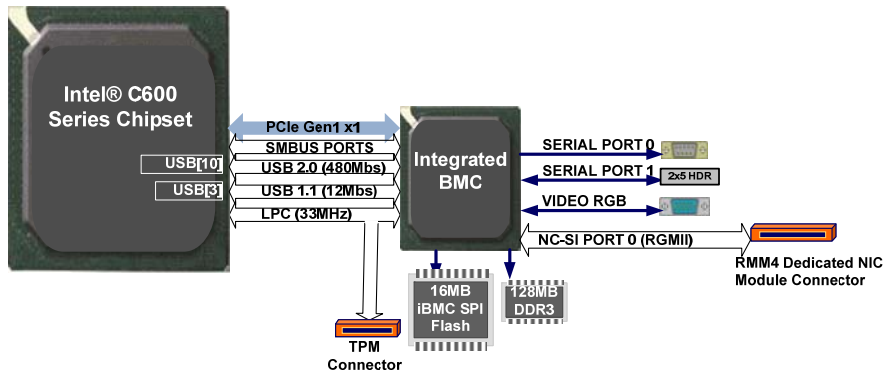 Intel® C600
Series Chipset
USB[10]
USB[3]
PCIe Gen1 x1
SMBUS PORTS
USB 2.0 (480Mbs)
USB 1.1 (12Mbs)
LPC (33MHz)
Integrated
BMC
SERIAL PORT 0
SERIAL PORT 1
2x5 HDR
VIDEO RGB
NC-SI PORT 0 (RGMII)
RMM4 Dedicated NIC
Module Connector
16MB
iBMC SPI
Flash
128MB
DDR3
TPM
Connector